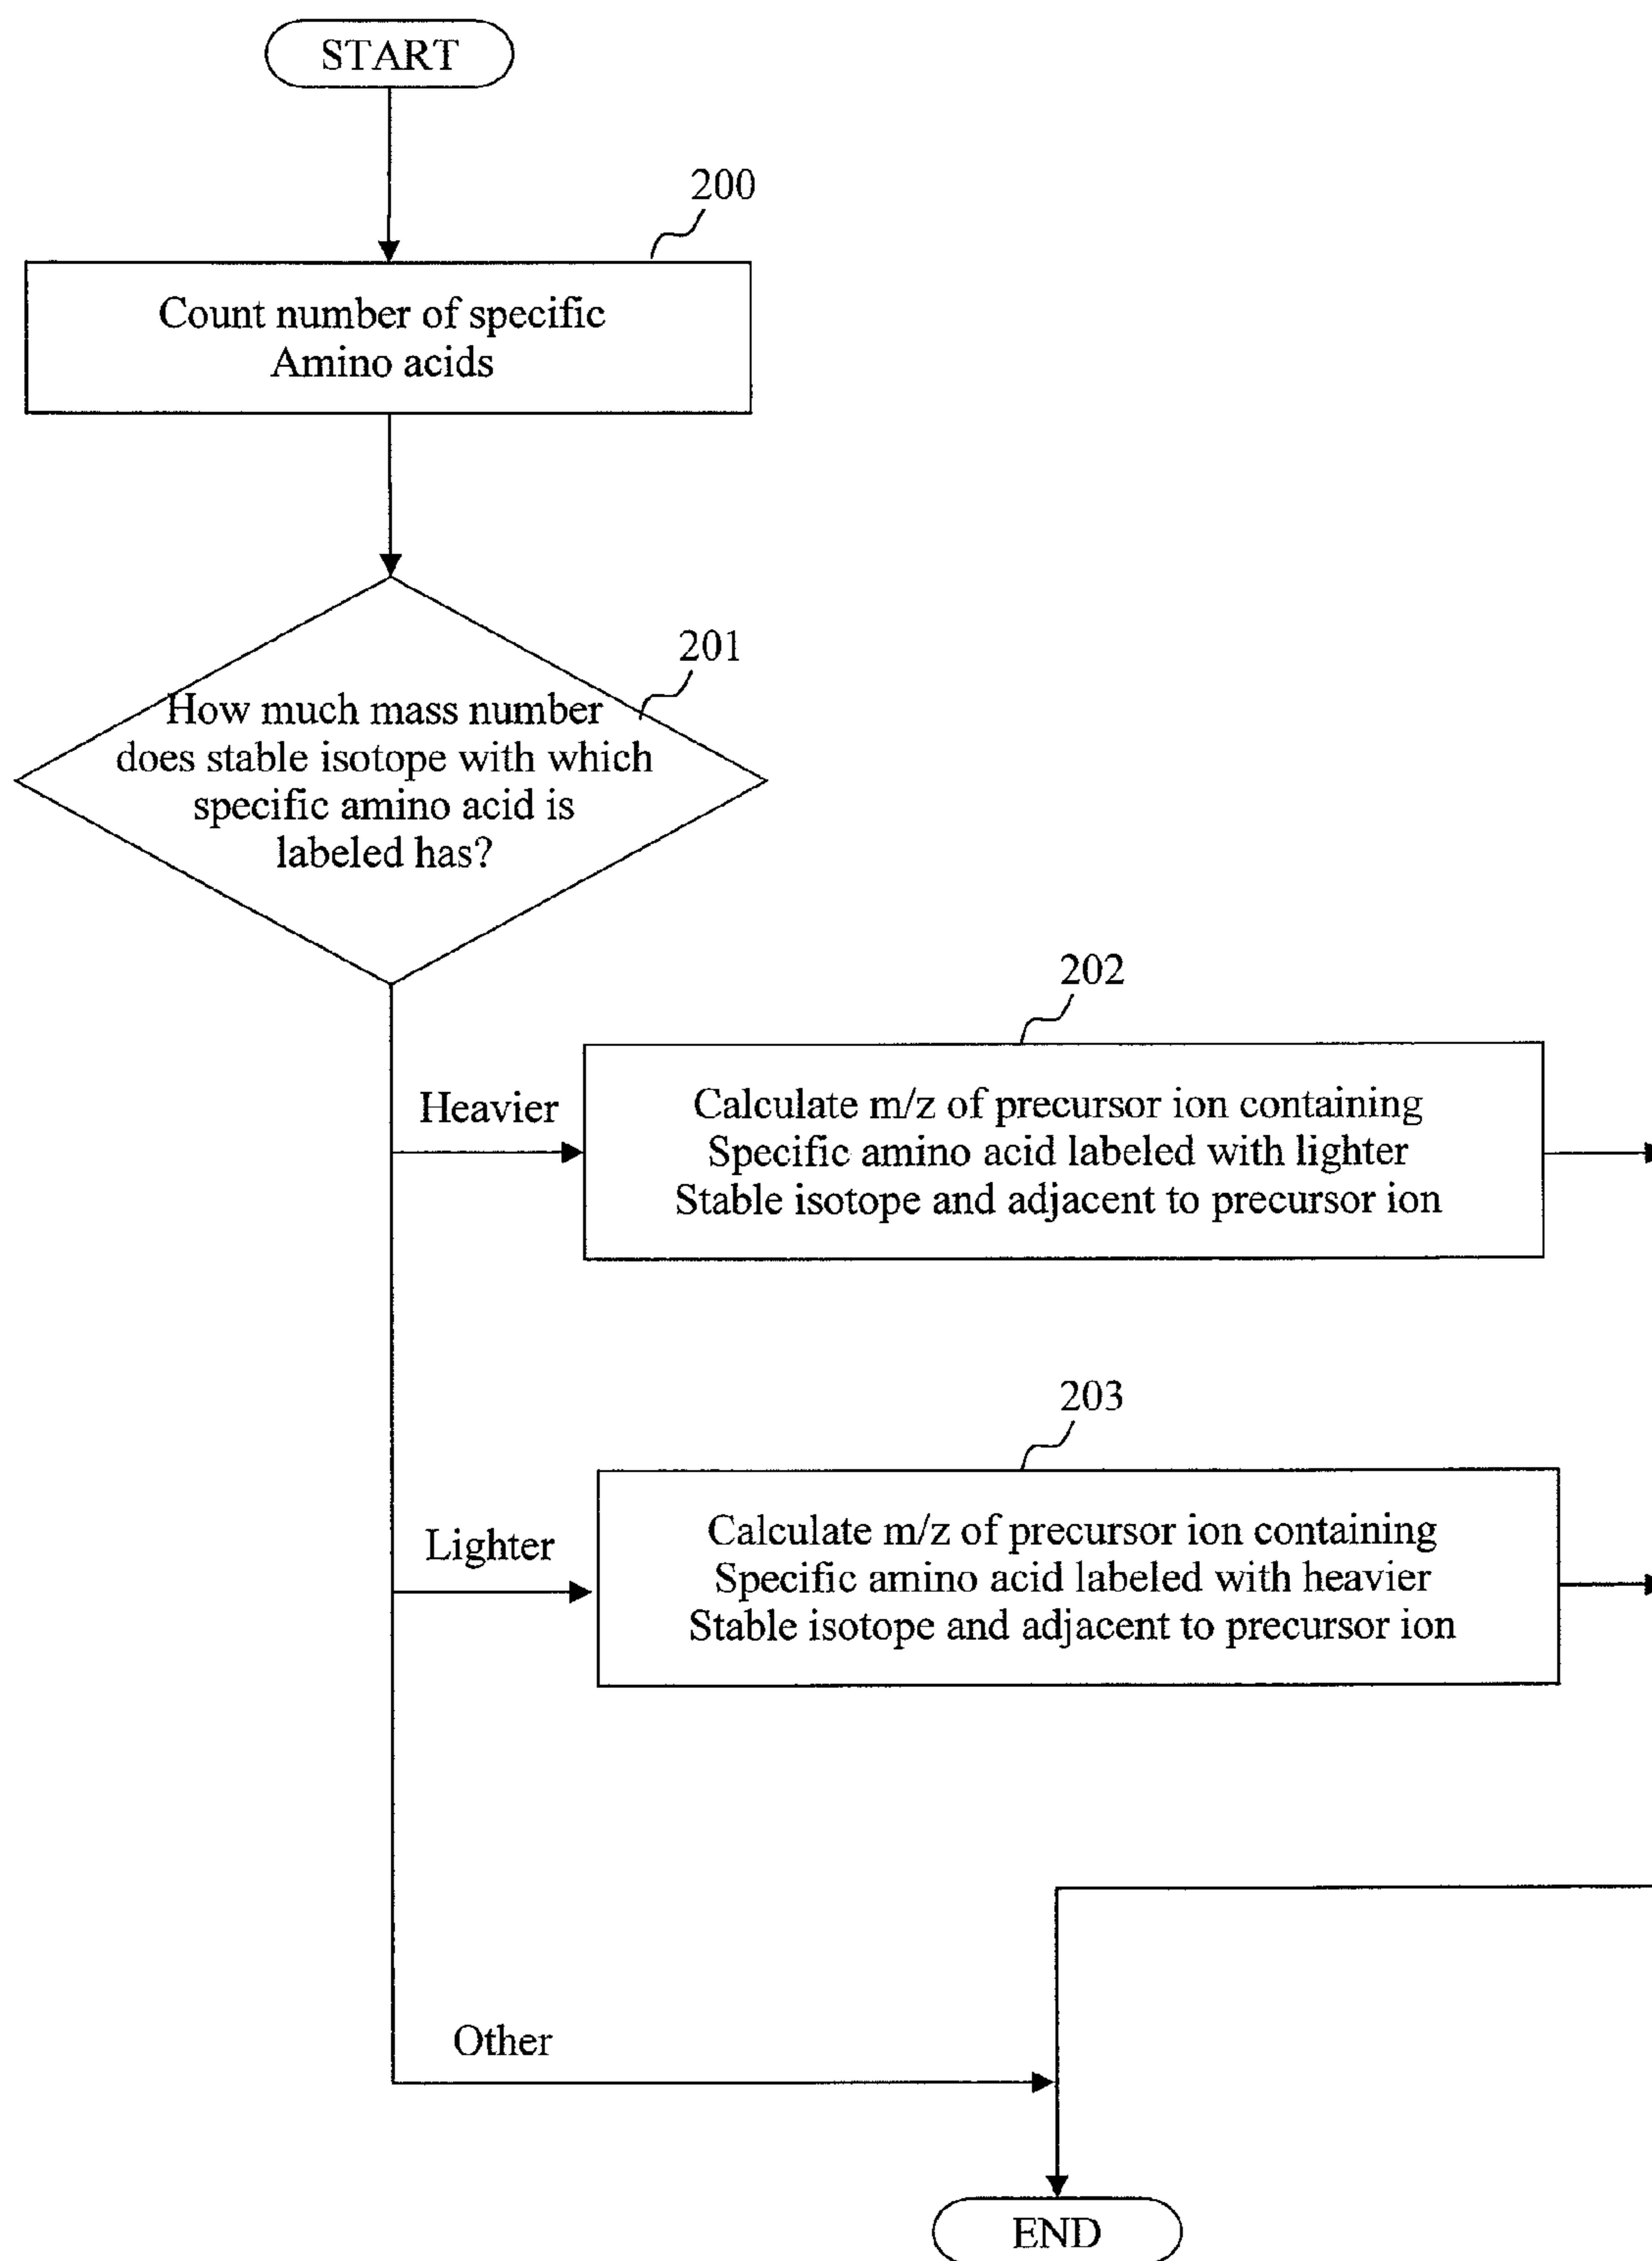 START
200
Count number of specific
Amino acids
201
How much mass number
does stable isotope with which
specific amino acid is
labeled has?
202
Heavier
Calculate m/z of precursor ion containing
Specific amino acid labeled with lighter
Stable isotope and adjacent to precursor ion
203
Lighter
Calculate m/z of precursor ion containing
Specific amino acid labeled with heavier
Stable isotope and adjacent to precursor ion
Other
END